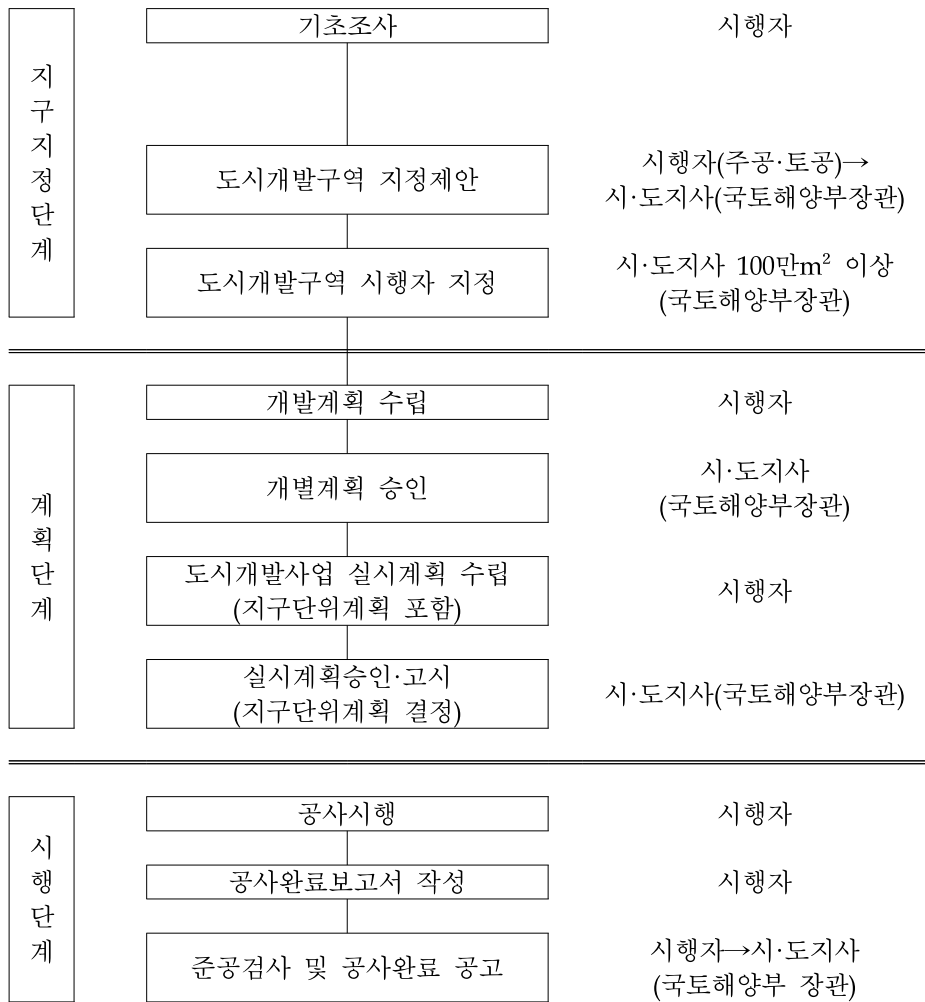 지구지정단계
기초조사
시행자
도시개발구역 지정제안
시행자(주공·토공)→
시·도지사(국토해양부장관)
도시개발구역 시행자 지정
시·도지사 100만m² 이상
(국토해양부장관)
계획단계
개발계획 수립
시행자
개별계획 승인
시·도지사
(국토해양부장관)
도시개발사업 실시계획 수립
(지구단위계획 포함)
시행자
실시계획승인·고시
(지구단위계획 결정)
시·도지사(국토해양부장관)
시행단계
공사시행
시행자
공사완료보고서 작성
시행자
준공검사 및 공사완료 공고
시행자→시·도지사
(국토해양부 장관)